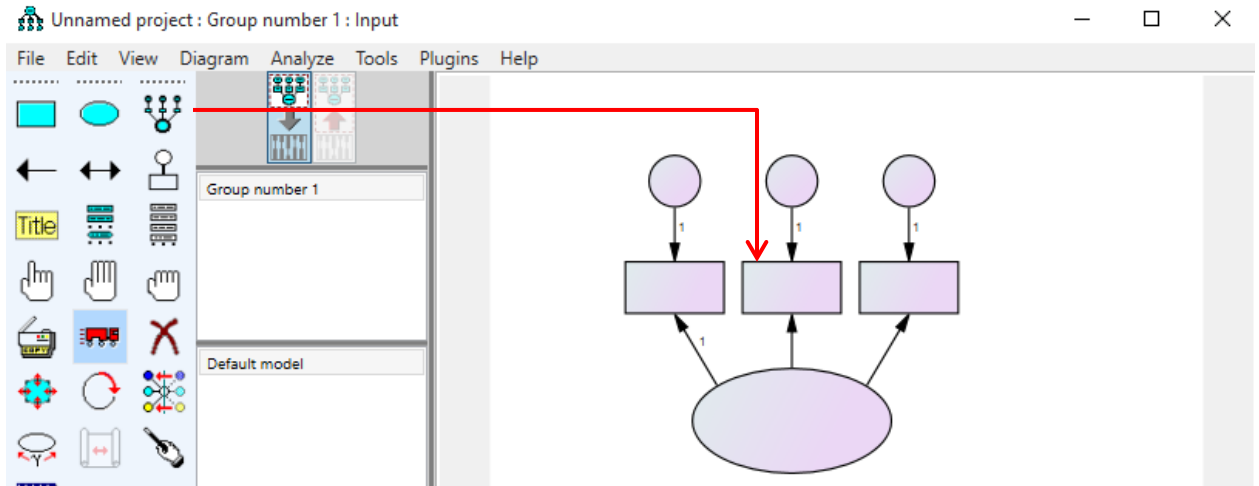 Unnamed project : Group number 1 : Input
File Edit View Diagram Analyze Tools Plugins Help
Title
Group number 1
COPY
Default model
1
1
1
1
γ